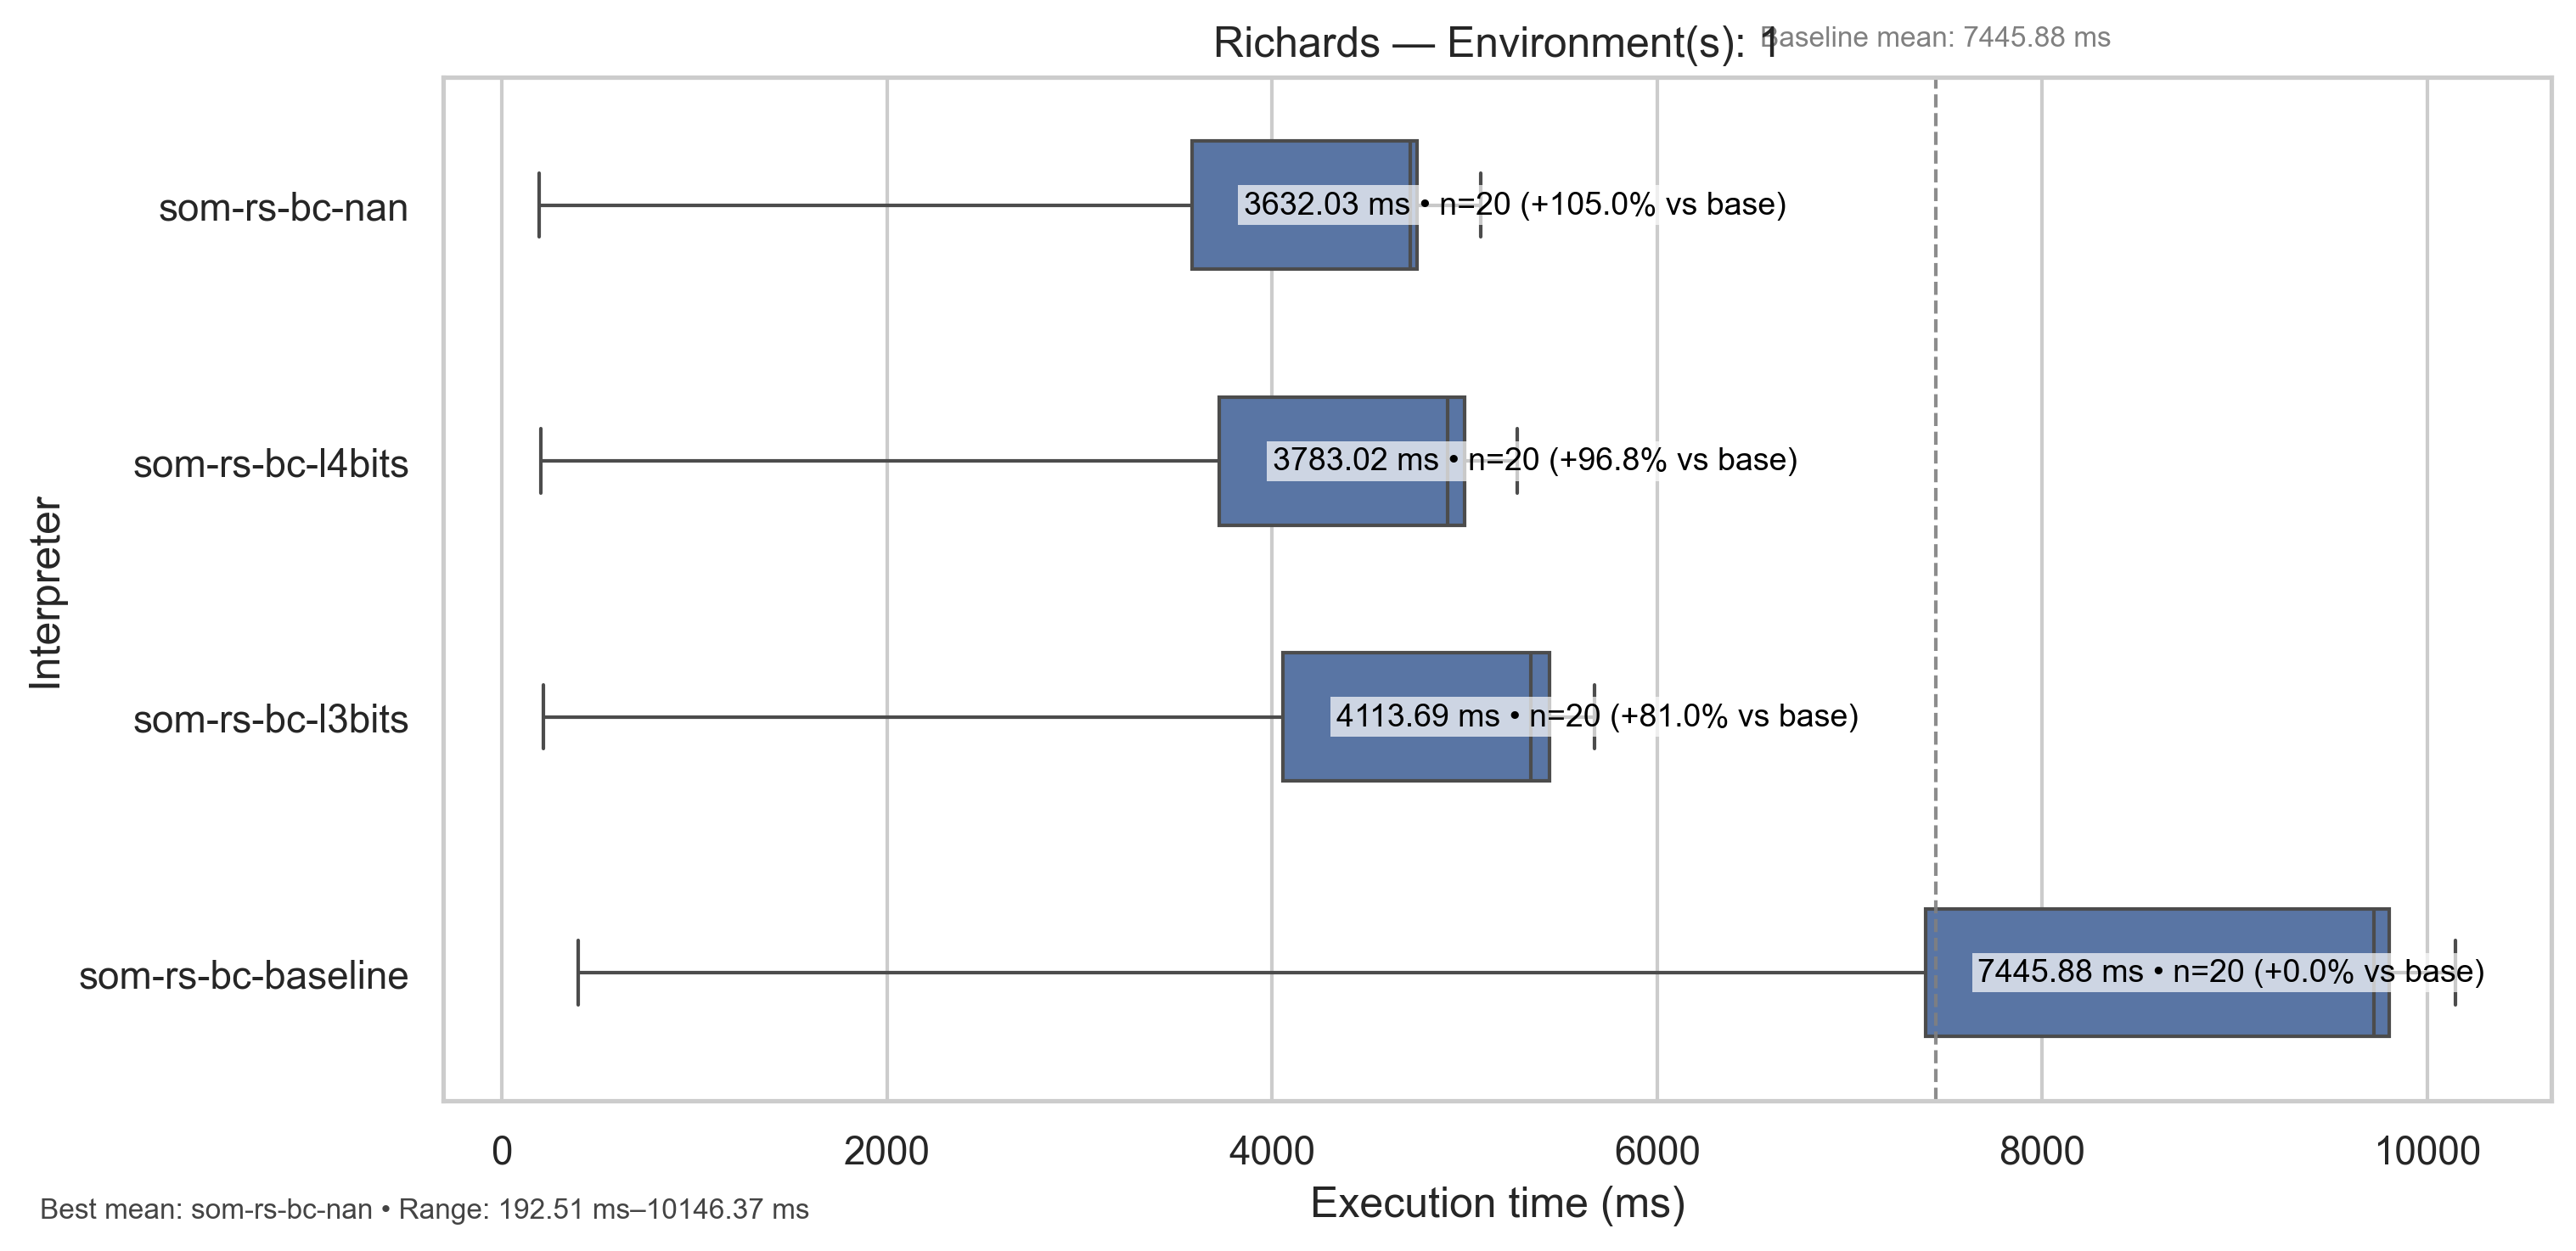 Richards — Environment(s): 1
Baseline mean: 7445.88 ms
Interpreter
som-rs-bc-nan
3632.03 ms • n=20 (+105.0% vs base)
som-rs-bc-l4bits
3783.02 ms • n=20 (+96.8% vs base)
som-rs-bc-l3bits
4113.69 ms • n=20 (+81.0% vs base)
som-rs-bc-baseline
7445.88 ms • n=20 (+0.0% vs base)
0 2000 4000 6000 8000 10000
Execution time (ms)
Best mean: som-rs-bc-nan • Range: 192.51 ms–10146.37 ms